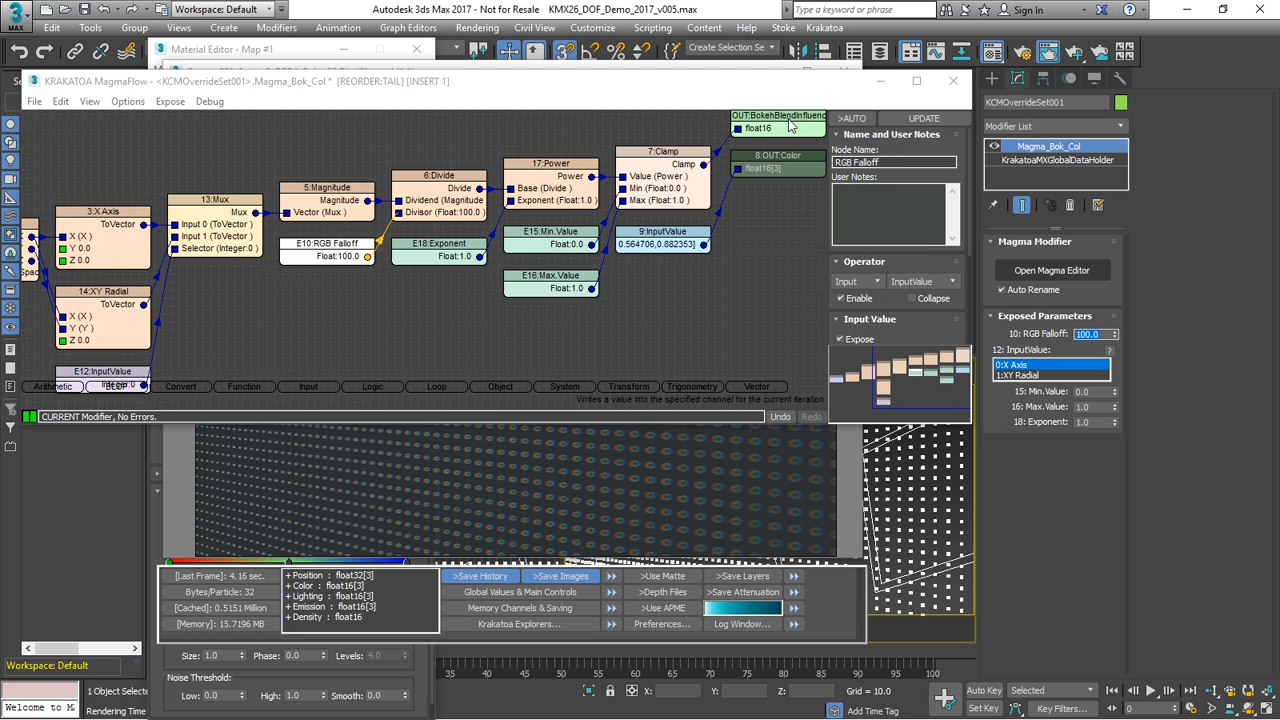 3
MAX
Workspace: Default
Autodesk 3ds Max 2017 - Not for Resale KMX26_DOF_Demo_2017_v005.max
Type a keyword or phrase
Sign In
Edit Tools Group Views Create Modifiers Animation Graph Editors Rendering Civil View Customize Scripting Content Help Stoke Krakatoa
Material Editor - Map #1
Create Selection Se
3 KRAKATOA MagmaFlow - <KCMOverrideSet001>.Magma_Bok_Col * [REORDER:TAIL] [INSERT 1]
File Edit View Options Expose Debug
OUT:BokehBlendInfluenc
float16
8:OUT:Color
float16[3]
7:Clamp
Clamp
Value (Power )
Min (Float:0.0 )
Max (Float:1.0 )
17:Power
Power
Base (Divide )
Exponent (Float:1.0 )
6:Divide
Divide
Dividend (Magnitude
Divisor (Float:100.0 )
5:Magnitude
Magnitude
Vector (Mux )
13:Mux
Mux
Input 0 (ToVector )
Input 1 (ToVector )
Selector (Integer:0 )
3:X Axis
ToVector
X (X )
Y 0.0
Z 0.0
E10:RGB Falloff
Float:100.0
E18:Exponent
Float:1.0
E15:Min.Value
Float:0.0
9:InputValue
0.564706,0.882353]
E16:Max.Value
Float:1.0
14:XY Radial
ToVector
X (X )
Y (Y )
Z 0.0
Spac
E12:InputValue
Integer:0
Arithmetic BLOP Convert Function Input Logic Loop Object System Transform Trigonometry Vector
Writes a value into the specified channel for the current iteration.
CURRENT Modifier, No Errors.
Undo Redo
>AUTO UPDATE
Name and User Notes
Node Name:
RGB Falloff
User Notes:
Operator
Input InputValue
Enable Collapse
Input Value
Expose
KCMOverrideSet001
Modifier List
Magma_Bok_Col
KrakatoaMXGlobalDataHolder
Magma Modifier
Open Magma Editor
Auto Rename
Exposed Parameters
10: RGB Falloff: 100.0
12: InputValue: ?
0:X Axis
1:XY Radial
15: Min.Value: 0.0
16: Max.Value: 1.0
18: Exponent: 1.0
[Last Frame]: 4.16 sec.
Bytes/Particle: 32
[Cached]: 0.5151 Million
[Memory]: 15.7196 MB
+ Position : float32[3]
+ Color : float16[3]
+ Lighting : float16[3]
+ Emission : float16[3]
+ Density : float16
>Save History >Save Images >> >Use Matte >Save Layers >>
Global Values & Main Controls >> >Depth Files >Save Attenuation >>
Memory Channels & Saving >> >Use APME >>
Krakatoa Explorers... >> Preferences... Log Window... >>
Size: 1.0 Phase: 0.0 Levels: 4.0
Noise Threshold:
Low: 0.0 High: 1.0 Smooth: 0.0
Workspace: Default
35 40 45 50 55 60 65 70 75 80 85 90 95 100
1 Object Selecte
X: Y: Z: Grid = 10.0
Auto Key Selected
Welcome to M
Rendering Time
Add Time Tag
Set Key Key Filters... 0